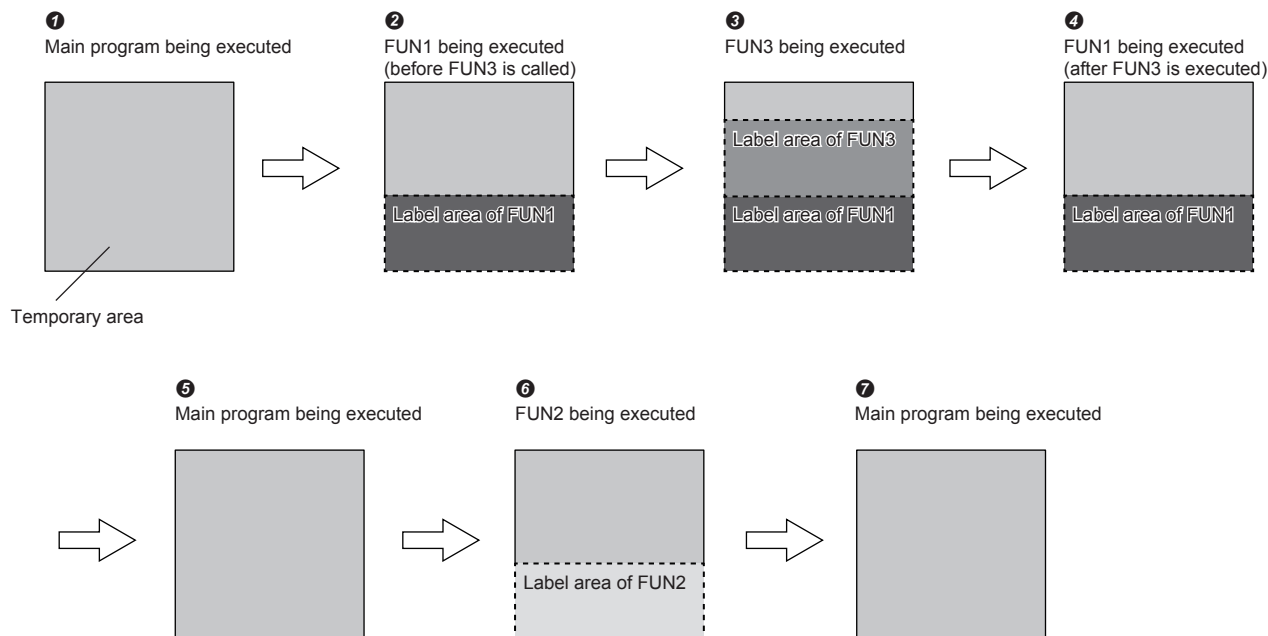 ❶
Main program being executed
❷
FUN1 being executed
(before FUN3 is called)
❸
FUN3 being executed
❹
FUN1 being executed
(after FUN3 is executed)
Label area of FUN1
Label area of FUN3
Label area of FUN1
Label area of FUN1
Temporary area
❺
Main program being executed
❻
FUN2 being executed
❼
Main program being executed
Label area of FUN2